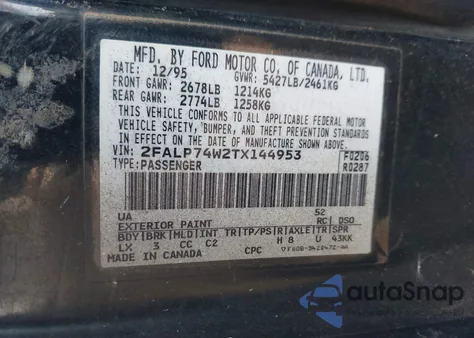 MFD. BY FORD MOTOR CO. OF CANADA, LTD.
DATE: 12/95 GVWR: 5427LB/2461KG
FRONT GAWR: 2678LB 1214KG
REAR GAWR: 2774LB 1258KG
THIS VEHICLE CONFORMS TO ALL APPLICABLE FEDERAL MOTOR
VEHICLE SAFETY, BUMPER, AND THEFT PREVENTION STANDARDS
IN EFFECT ON THE DATE OF MANUFACTURE SHOWN ABOVE.
VIN: 2FALP74W2TX144953 F0206
TYPE: PASSENGER R0287
UA 52
EXTERIOR PAINT RC| DSO
BDY|BRK|MLD|INT TR|TP/PS|R|AXLE|TR|SPR
LX 3 CC C2 H 8 U 43KK
MADE IN CANADA CPC
autoSnap